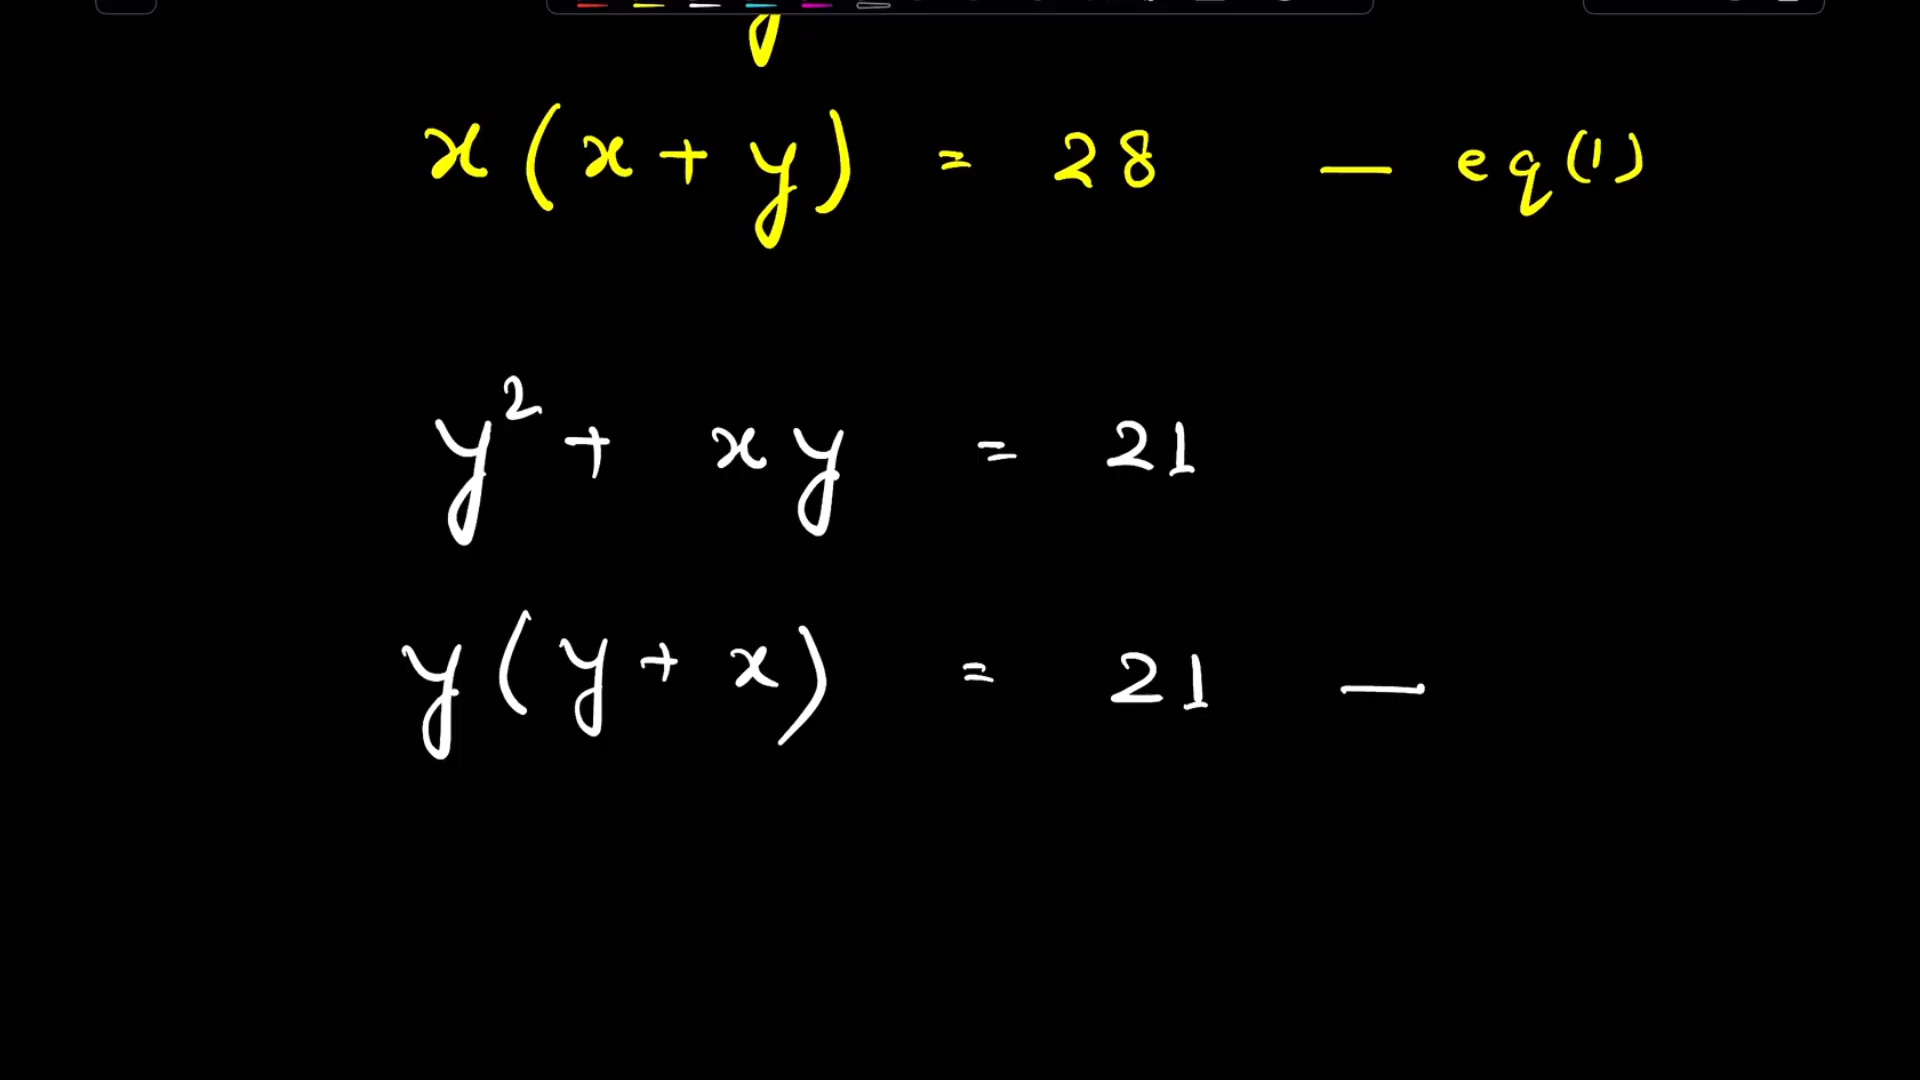 y
x(x+y) = 28 — eq(1)
y² + xy = 21
y(y+x) = 21 —